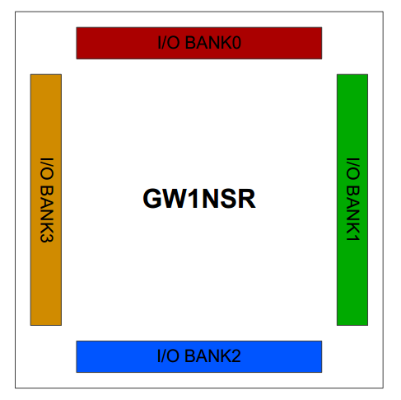 I/O BANK0
I/O BANK3
GW1NSR
I/O BANK1
I/O BANK2